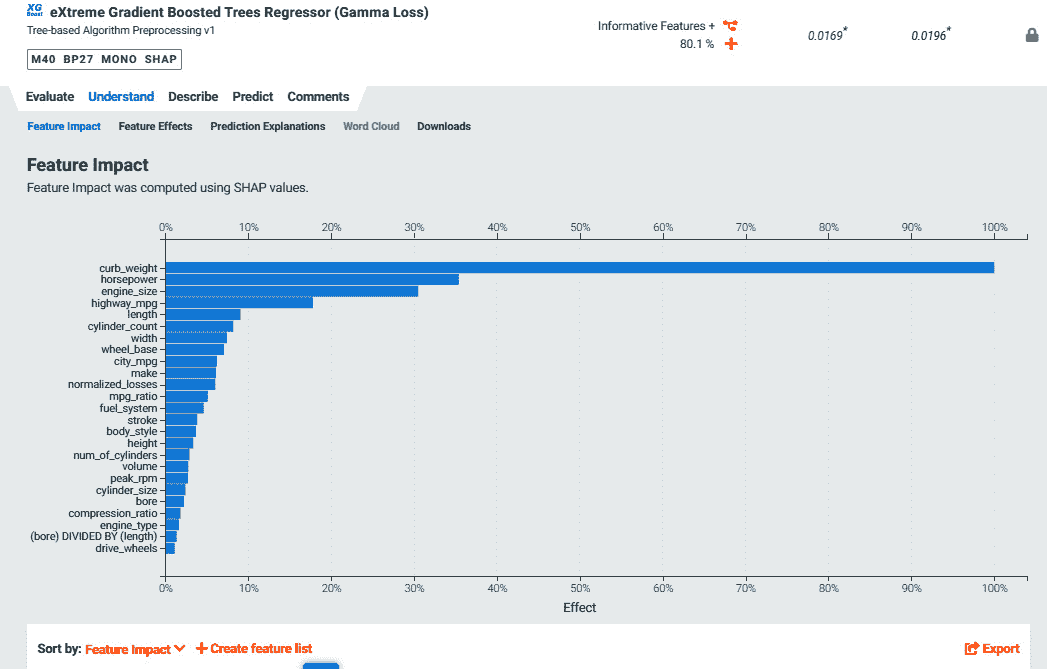 XG Boost eXtreme Gradient Boosted Trees Regressor (Gamma Loss)
Tree-based Algorithm Preprocessing v1
M40 BP27 MONO SHAP
Informative Features +
80.1 % +
0.0169* 0.0196*
Evaluate Understand Describe Predict Comments
Feature Impact Feature Effects Prediction Explanations Word Cloud Downloads
Feature Impact
Feature Impact was computed using SHAP values.
0% 10% 20% 30% 40% 50% 60% 70% 80% 90% 100%
curb_weight
horsepower
engine_size
highway_mpg
length
cylinder_count
width
wheel_base
city_mpg
make
normalized_losses
mpg_ratio
fuel_system
stroke
body_style
height
num_of_cylinders
volume
peak_rpm
cylinder_size
bore
compression_ratio
engine_type
(bore) DIVIDED BY (length)
drive_wheels
0% 10% 20% 30% 40% 50% 60% 70% 80% 90% 100%
Effect
Sort by: Feature Impact + Create feature list Export